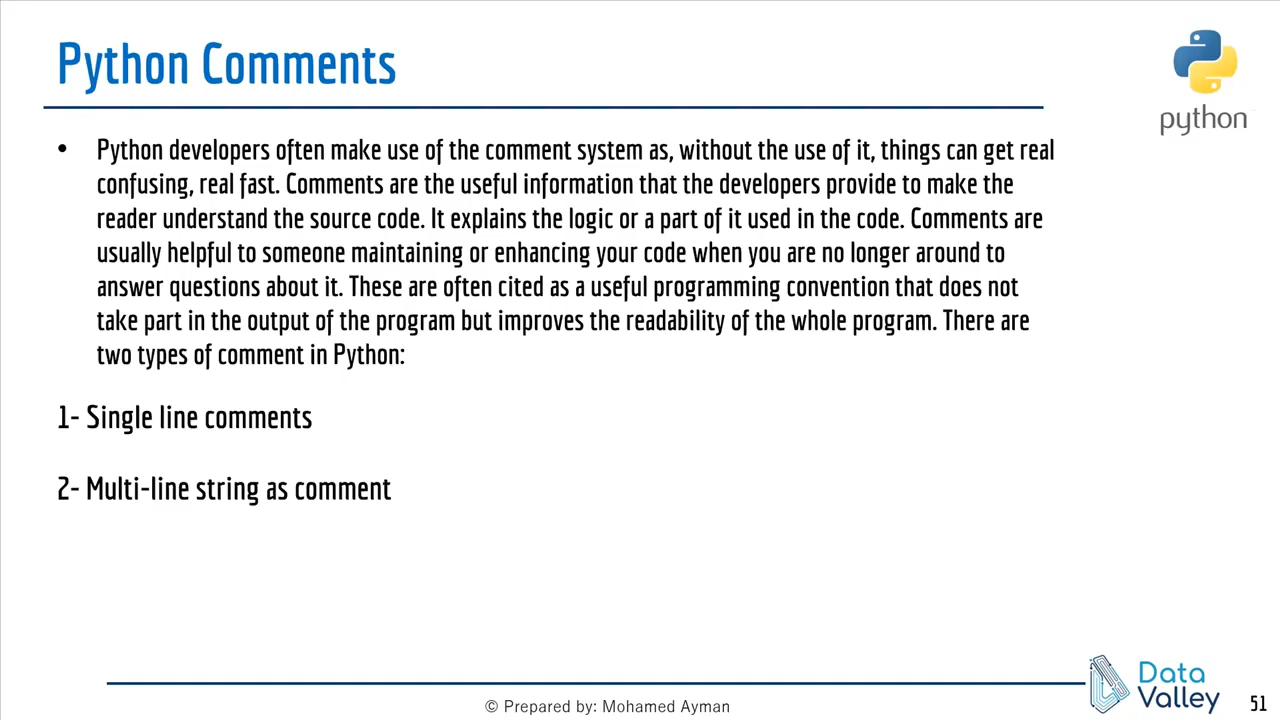 Python Comments
python
• Python developers often make use of the comment system as, without the use of it, things can get real
confusing, real fast. Comments are the useful information that the developers provide to make the
reader understand the source code. It explains the logic or a part of it used in the code. Comments are
usually helpful to someone maintaining or enhancing your code when you are no longer around to
answer questions about it. These are often cited as a useful programming convention that does not
take part in the output of the program but improves the readability of the whole program. There are
two types of comment in Python:
1- Single line comments
2- Multi-line string as comment
© Prepared by: Mohamed Ayman
Data
Valley
51